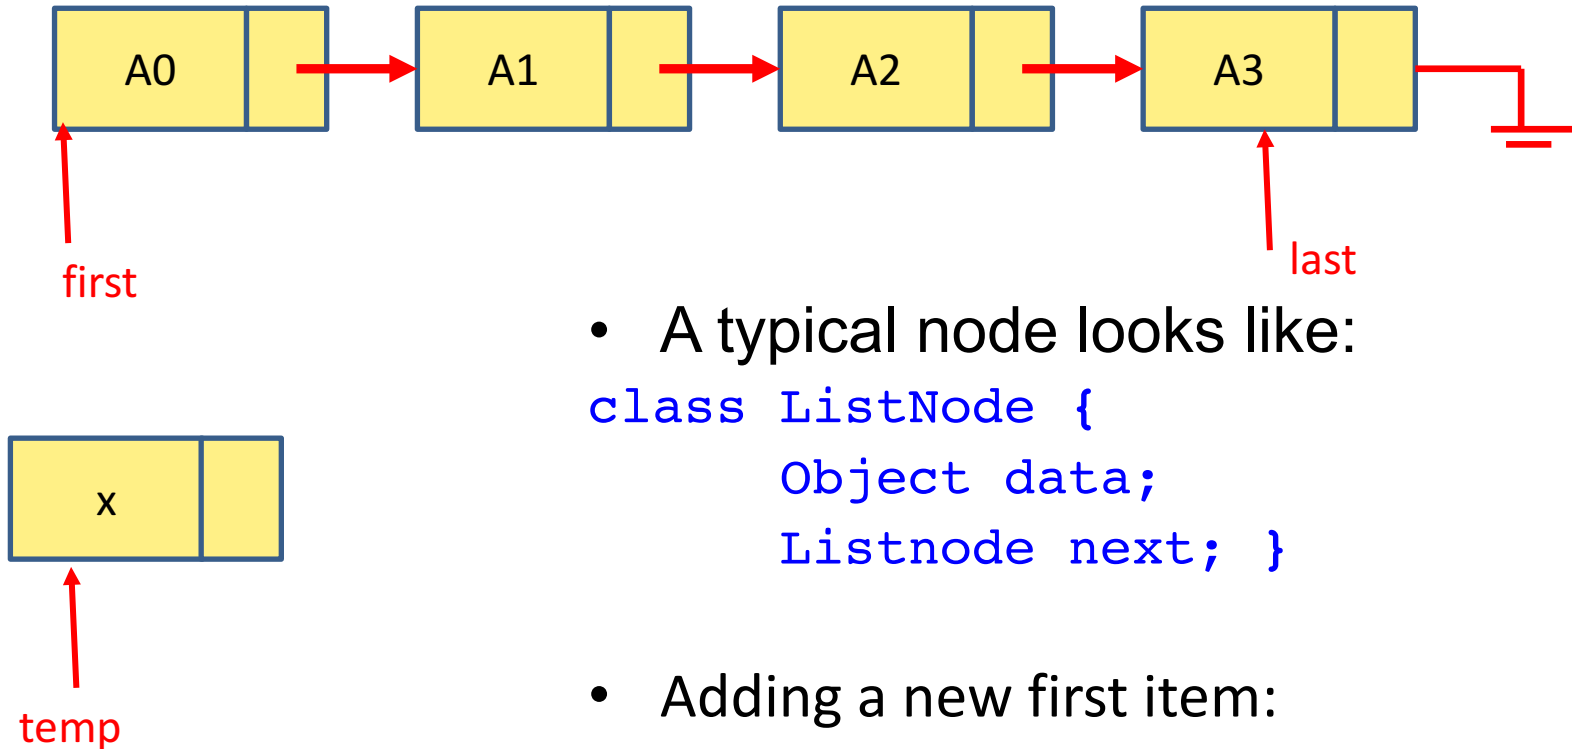 A0 A1 A2 A3
first
last
• A typical node looks like:
class ListNode {
Object data;
Listnode next; }
x
temp
• Adding a new first item: